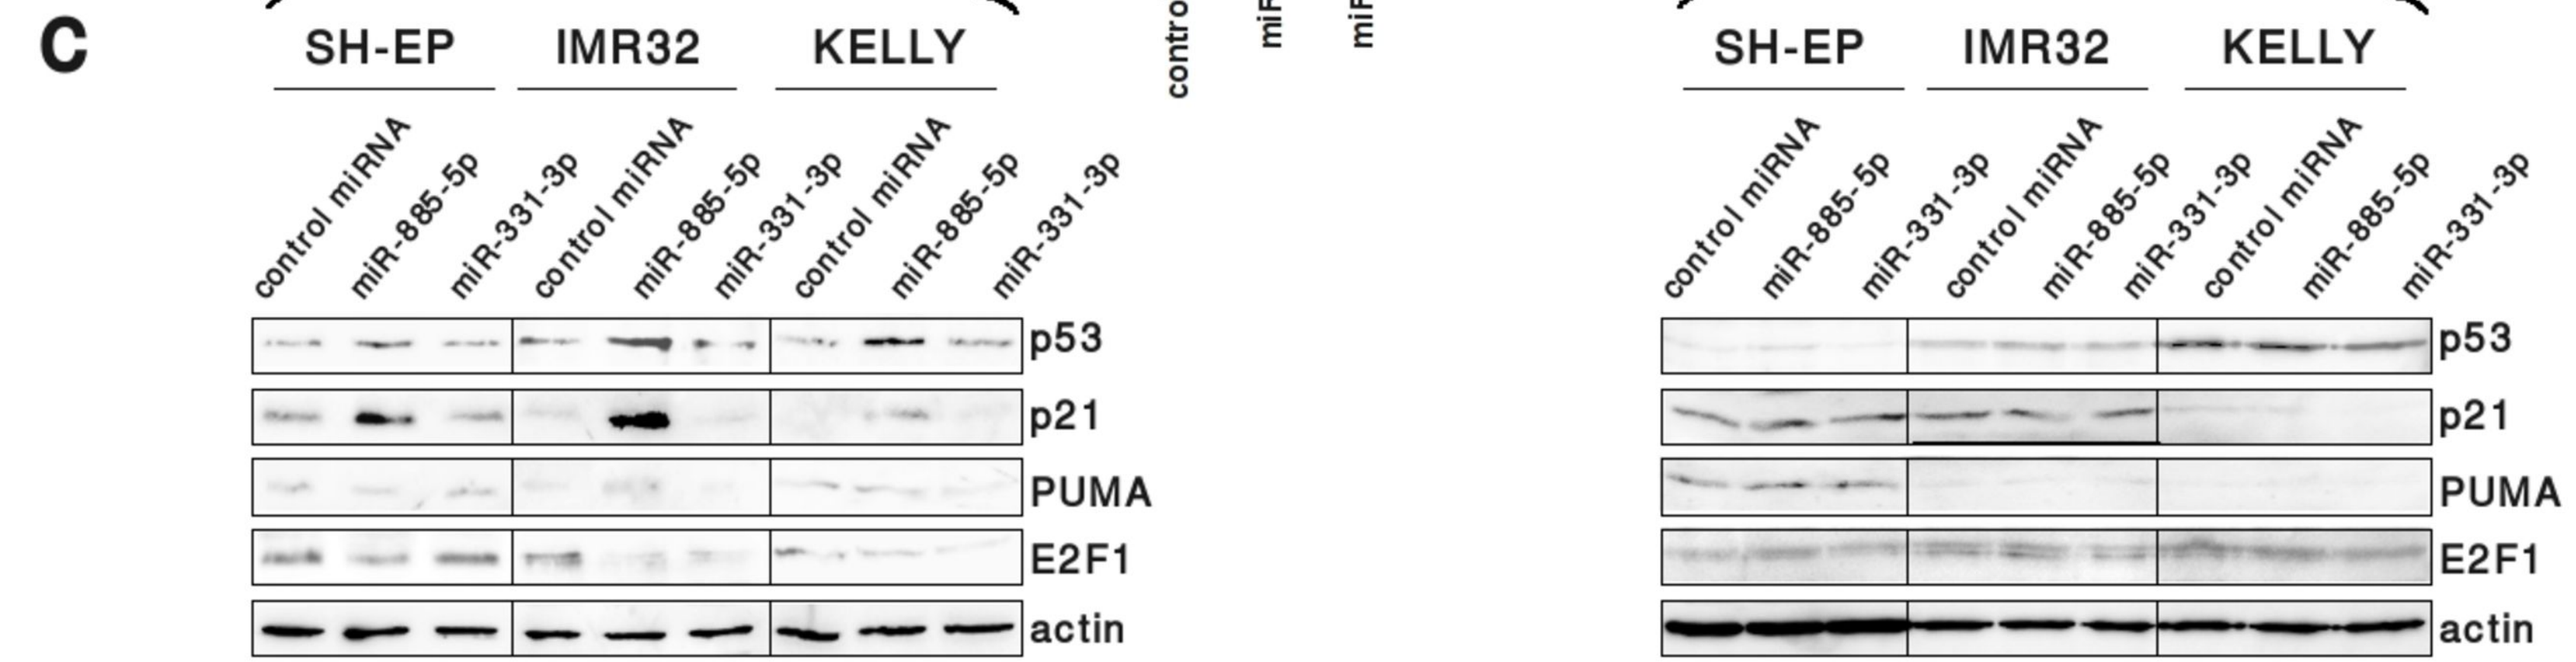 C
SH-EP IMR32 KELLY
control miRNA
miR-885-5p
miR-331-3p
control miRNA
miR-885-5p
miR-331-3p
control miRNA
miR-885-5p
miR-331-3p
p53
p21
PUMA
E2F1
actin
contro
miR
miR
SH-EP IMR32 KELLY
control miRNA
miR-885-5p
miR-331-3p
control miRNA
miR-885-5p
miR-331-3p
control miRNA
miR-885-5p
miR-331-3p
p53
p21
PUMA
E2F1
actin